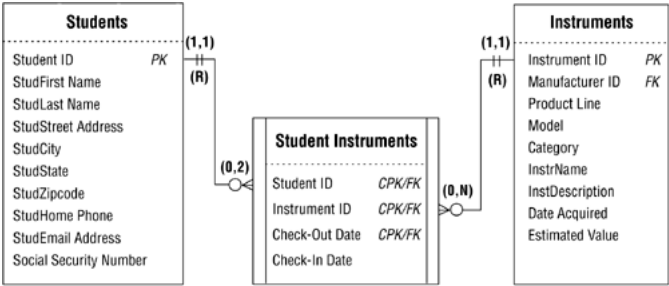 Students
Student ID PK
StudFirst Name
StudLast Name
StudStreet Address
StudCity
StudState
StudZipcode
StudHome Phone
StudEmail Address
Social Security Number
(1,1)
(R)
(0,2)
Student Instruments
Student ID CPK/FK
Instrument ID CPK/FK
Check-Out Date CPK/FK
Check-In Date
(1,1)
(R)
(0,N)
Instruments
Instrument ID PK
Manufacturer ID FK
Product Line
Model
Category
InstrName
InstDescription
Date Acquired
Estimated Value